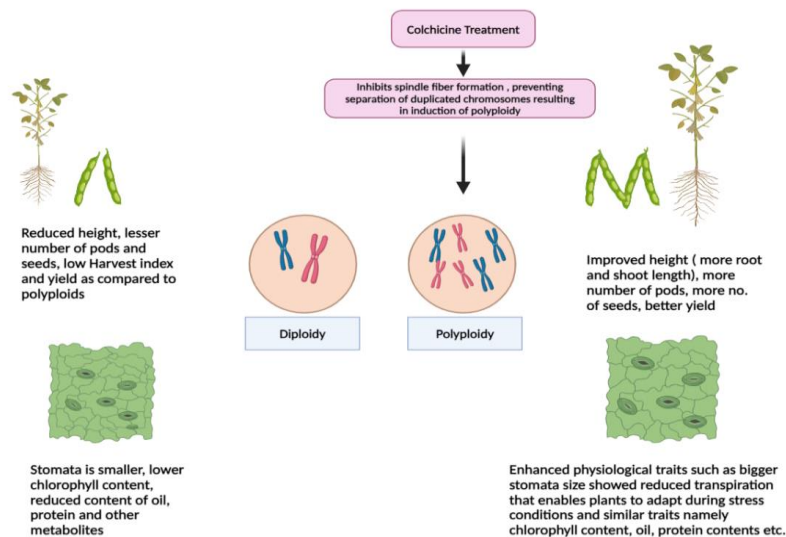 Colchicine Treatment
Inhibits spindle fiber formation , preventing
separation of duplicated chromosomes resulting
in induction of polyploidy
Reduced height, lesser
number of pods and
seeds, low Harvest index
and yield as compared to
polyploids
Diploidy
Polyploidy
Improved height ( more root
and shoot length), more
number of pods, more no.
of seeds, better yield
Stomata is smaller, lower
chlorophyll content,
reduced content of oil,
protein and other
metabolites
Enhanced physiological traits such as bigger
stomata size showed reduced transpiration
that enables plants to adapt during stress
conditions and similar traits namely
chlorophyll content, oil, protein contents etc.